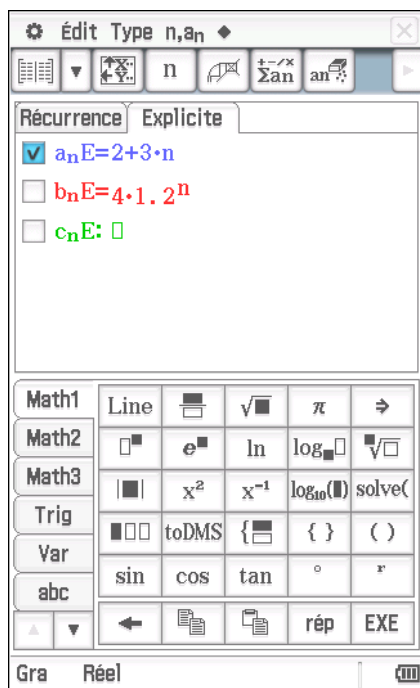 Édit Type n,aₙ ◆
n +-/× Σan an
Récurrence Explicite
aₙE=2+3·n
bₙE=4·1.2ⁿ
cₙE:
Math1 Line √ π ⇒
Math2 e ln log √
Math3 x² x⁻¹ log₁₀( ) solve(
Trig toDMS { { } ( )
Var
abc sin cos tan ° r
▲ ▼ ← rép EXE
Gra Réel